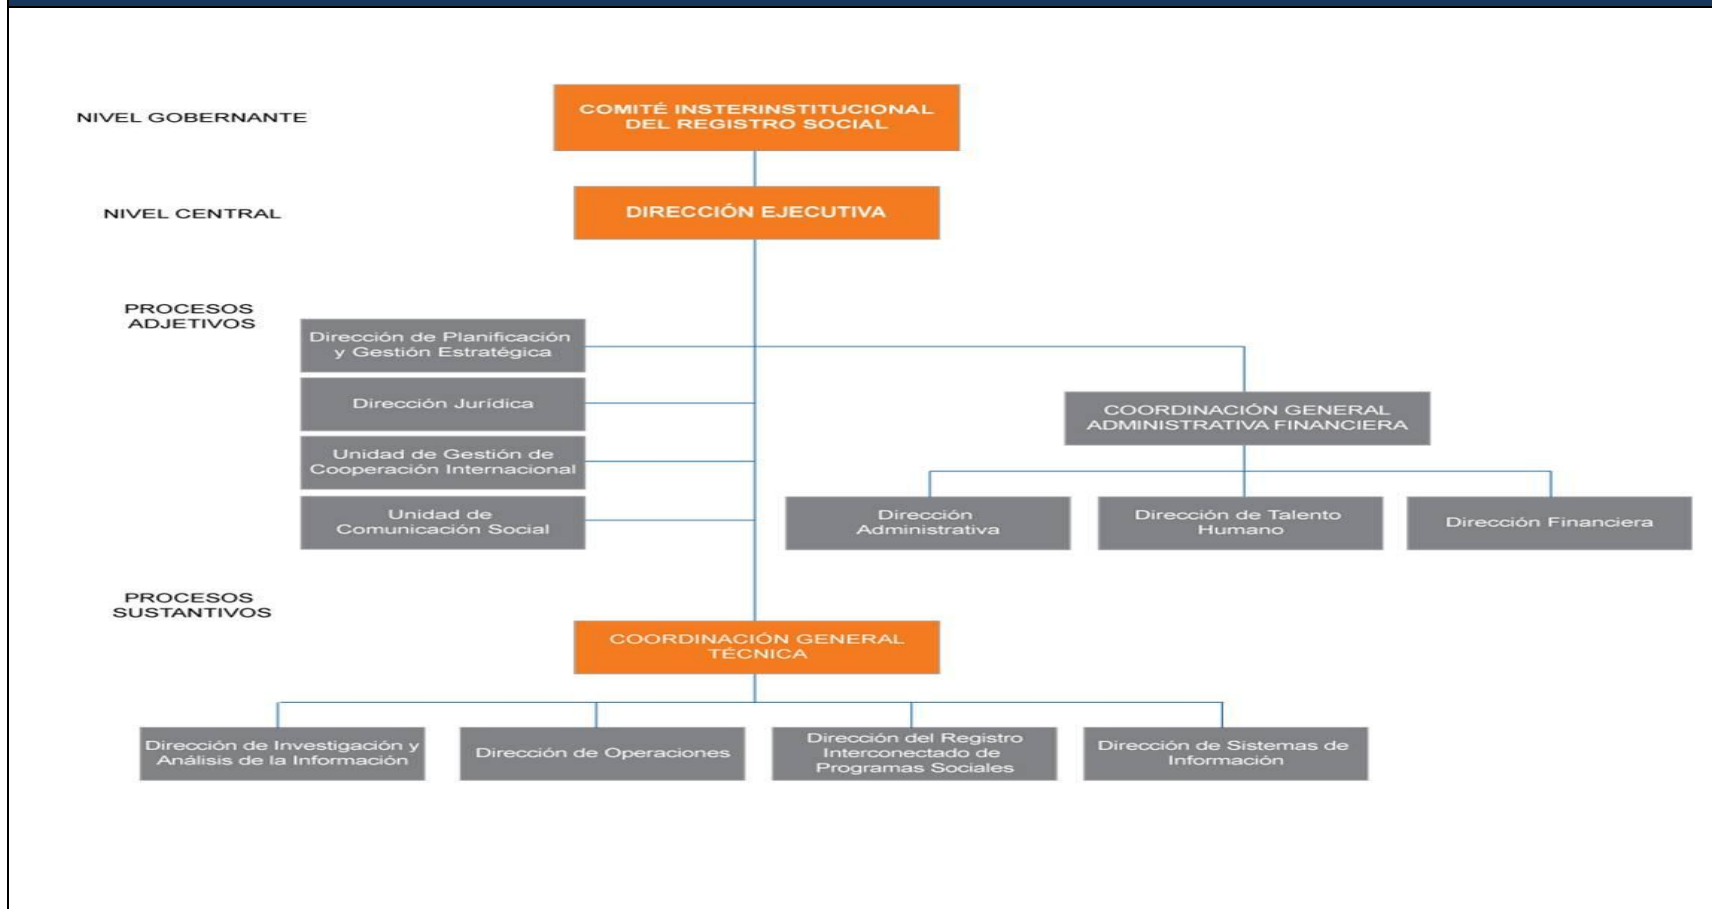 NIVEL GOBERNANTE
COMITÉ INSTERINSTITUCIONAL
DEL REGISTRO SOCIAL
NIVEL CENTRAL
DIRECCIÓN EJECUTIVA
PROCESOS
ADJETIVOS
Dirección de Planificación
y Gestión Estratégica
Dirección Jurídica
Unidad de Gestión de
Cooperación Internacional
Unidad de
Comunicación Social
COORDINACIÓN GENERAL
ADMINISTRATIVA FINANCIERA
Dirección
Administrativa
Dirección de Talento
Humano
Dirección Financiera
PROCESOS
SUSTANTIVOS
COORDINACIÓN GENERAL
TÉCNICA
Dirección de Investigación y
Análisis de la Información
Dirección de Operaciones
Dirección del Registro
Interconectado de
Programas Sociales
Dirección de Sistemas de
Información